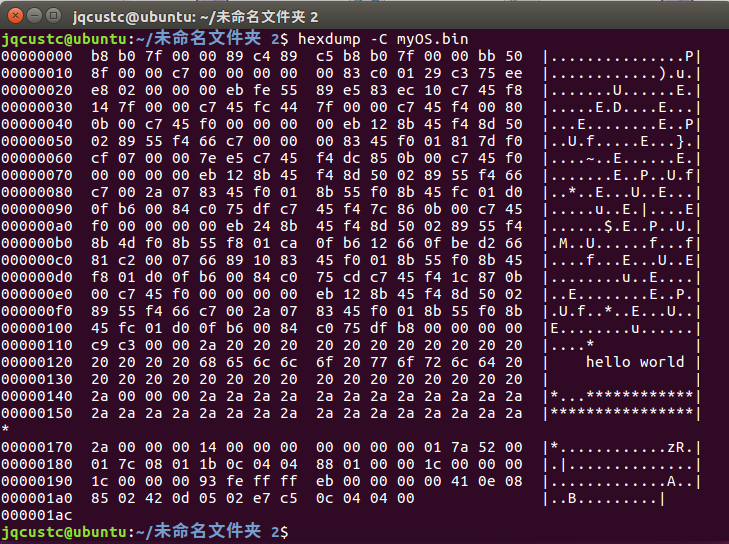 jqcustc@ubuntu: ~/未命名文件夹 2
jqcustc@ubuntu:~/未命名文件夹 2$ hexdump -C myOS.bin
00000000  b8 b0 7f 00 00 89 c4 89  c5 b8 b0 7f 00 00 bb 50  |...............P|
00000010  8f 00 00 c7 00 00 00 00  00 83 c0 01 29 c3 75 ee  |............).u.|
00000020  e8 02 00 00 00 eb fe 55  89 e5 83 ec 10 c7 45 f8  |.......U......E.|
00000030  14 7f 00 00 c7 45 fc 44  7f 00 00 c7 45 f4 00 80  |.....E.D....E...|
00000040  0b 00 c7 45 f0 00 00 00  00 eb 12 8b 45 f4 8d 50  |...E........E..P|
00000050  02 89 55 f4 66 c7 00 00  00 83 45 f0 01 81 7d f0  |..U.f.....E...}.|
00000060  cf 07 00 00 7e e5 c7 45  f4 dc 85 0b 00 c7 45 f0  |....~..E......E.|
00000070  00 00 00 00 eb 12 8b 45  f4 8d 50 02 89 55 f4 66  |.......E..P..U.f|
00000080  c7 00 2a 07 83 45 f0 01  8b 55 f0 8b 45 fc 01 d0  |..*..E...U..E...|
00000090  0f b6 00 84 c0 75 df c7  45 f4 7c 86 0b 00 c7 45  |.....u..E.|....E|
000000a0  f0 00 00 00 00 eb 24 8b  45 f4 8d 50 02 89 55 f4  |......$.E..P..U.|
000000b0  8b 4d f0 8b 55 f8 01 ca  0f b6 12 66 0f be d2 66  |.M..U......f...f|
000000c0  81 c2 00 07 66 89 10 83  45 f0 01 8b 55 f0 8b 45  |....f...E...U..E|
000000d0  f8 01 d0 0f b6 00 84 c0  75 cd c7 45 f4 1c 87 0b  |........u..E....|
000000e0  00 c7 45 f0 00 00 00 00  eb 12 8b 45 f4 8d 50 02  |..E........E..P.|
000000f0  89 55 f4 66 c7 00 2a 07  83 45 f0 01 8b 55 f0 8b  |.U.f..*..E...U..|
00000100  45 fc 01 d0 0f b6 00 84  c0 75 df b8 00 00 00 00  |E........u......|
00000110  c9 c3 00 00 2a 20 20 20  20 20 20 20 20 20 20 20  |....*           |
00000120  20 20 20 20 68 65 6c 6c  6f 20 77 6f 72 6c 64 20  |    hello world |
00000130  20 20 20 20 20 20 20 20  20 20 20 20 20 20 20 20  |                |
00000140  2a 00 00 00 2a 2a 2a 2a  2a 2a 2a 2a 2a 2a 2a 2a  |*...************|
00000150  2a 2a 2a 2a 2a 2a 2a 2a  2a 2a 2a 2a 2a 2a 2a 2a  |****************|
*
00000170  2a 00 00 00 14 00 00 00  00 00 00 00 01 7a 52 00  |*............zR.|
00000180  01 7c 08 01 1b 0c 04 04  88 01 00 00 1c 00 00 00  |.|..............|
00000190  1c 00 00 00 93 fe ff ff  eb 00 00 00 00 41 0e 08  |.............A..|
000001a0  85 02 42 0d 05 02 e7 c5  0c 04 04 00              |..B.........|
000001ac
jqcustc@ubuntu:~/未命名文件夹 2$